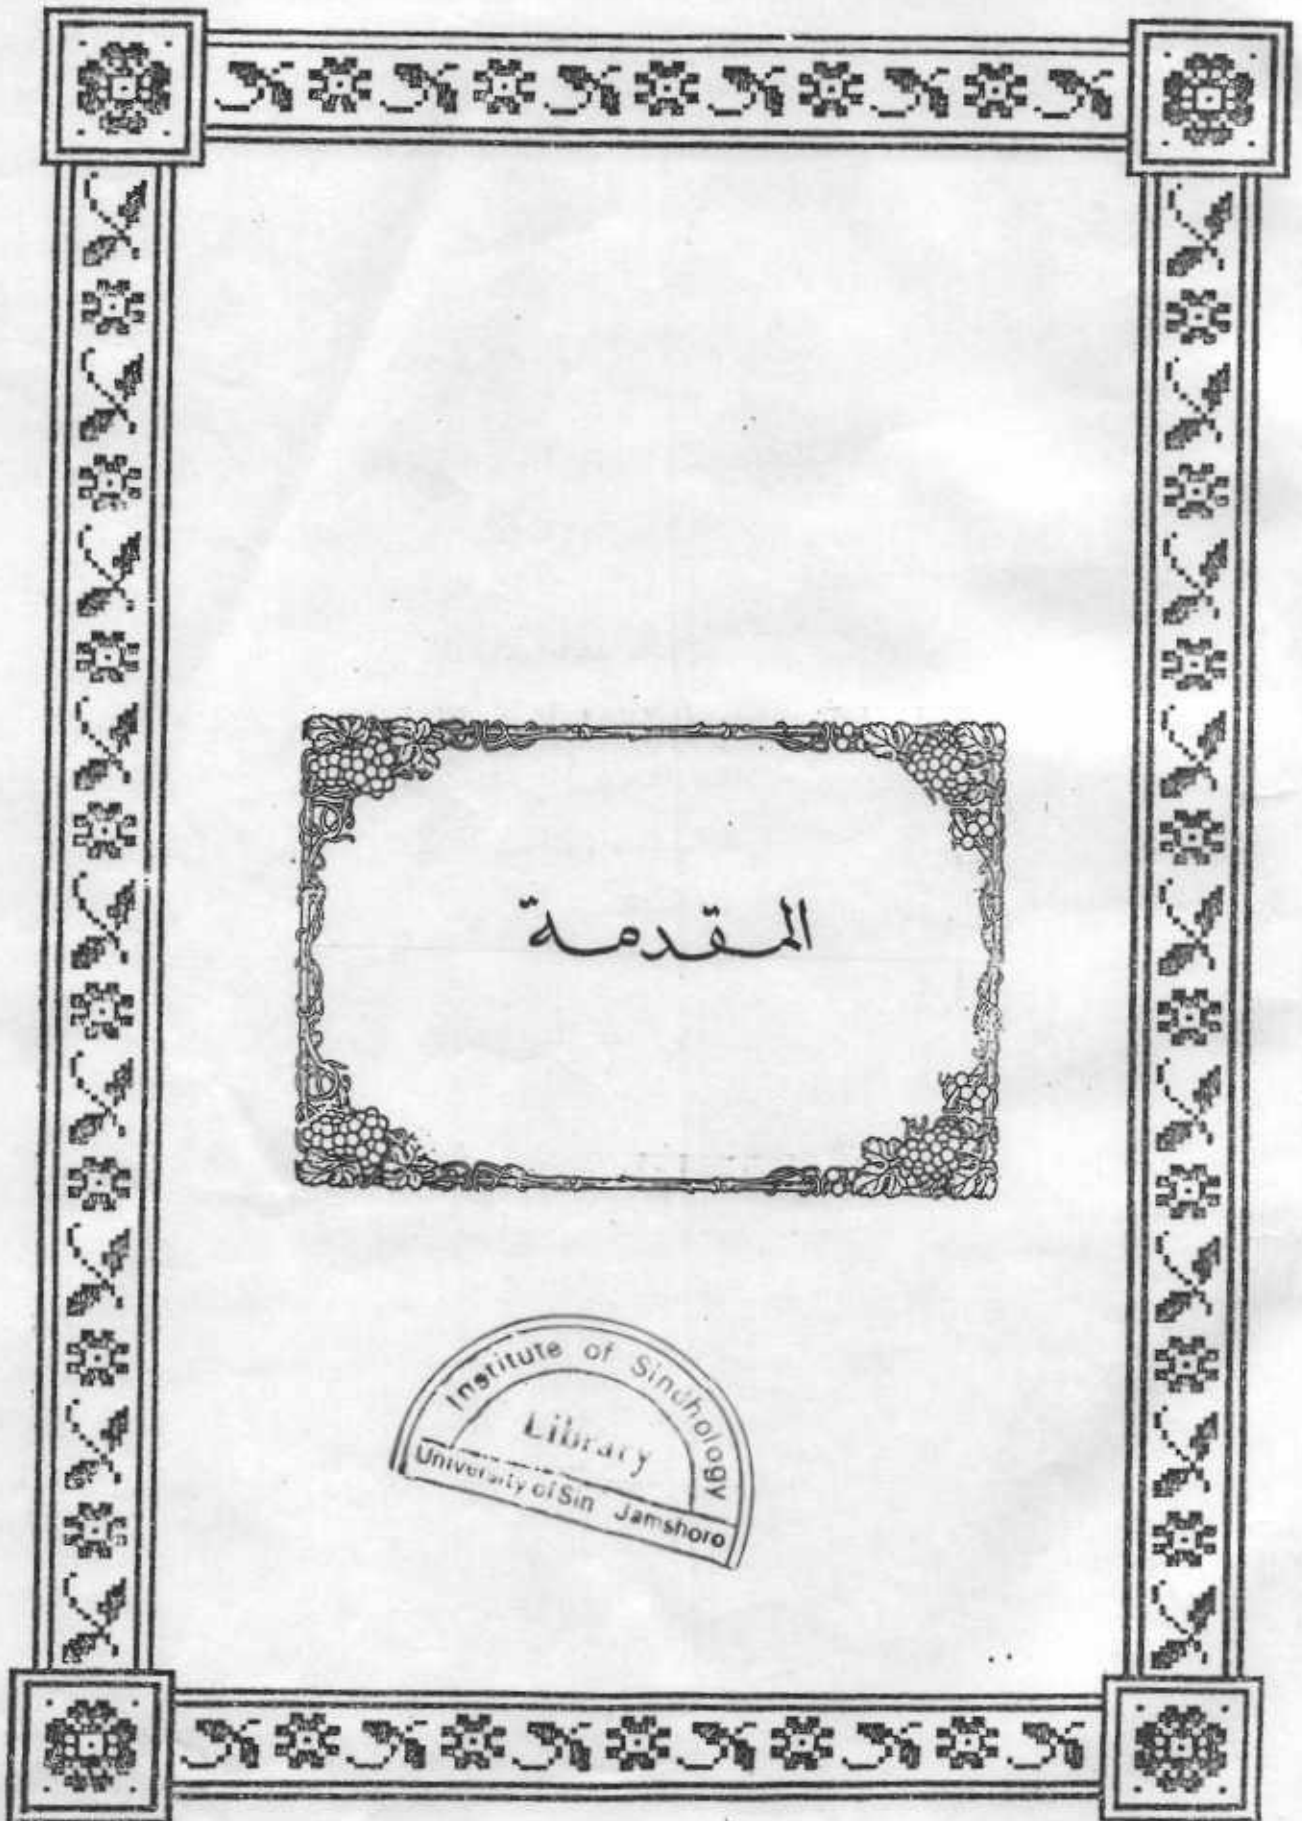 المقدمة
Institute of Sindhology
Library
University of Sin Jamshoro